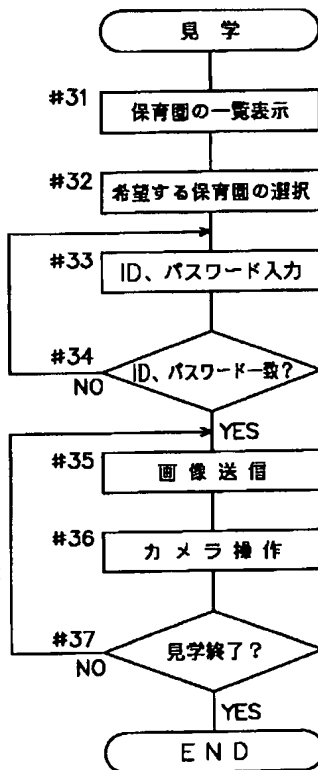 見学
#31
保育園の一覧表示
#32
希望する保育園の選択
#33
ID、パスワード入力
#34
ID、パスワード一致?
NO
YES
#35
画像送信
#36
カメラ操作
#37
見学終了?
NO
YES
END